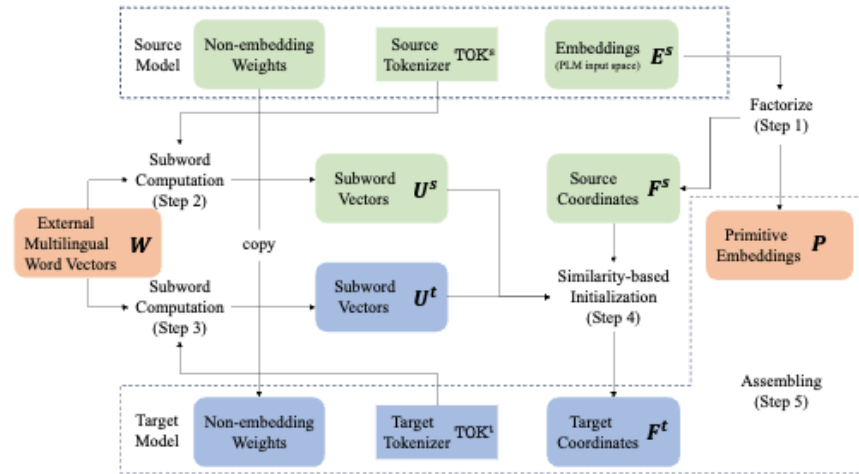 Source
Model
Non-embedding
Weights
Source
Tokenizer TOKˢ
Embeddings
(PLM input space) Eˢ
Factorize
(Step 1)
Subword
Computation
(Step 2)
Subword
Vectors Uˢ
Source
Coordinates Fˢ
External
Multilingual
Word Vectors W
copy
Primitive
Embeddings P
Subword
Computation
(Step 3)
Subword
Vectors Uᵗ
Similarity-based
Initialization
(Step 4)
Assembling
(Step 5)
Target
Model
Non-embedding
Weights
Target
Tokenizer TOKᵗ
Target
Coordinates Fᵗ